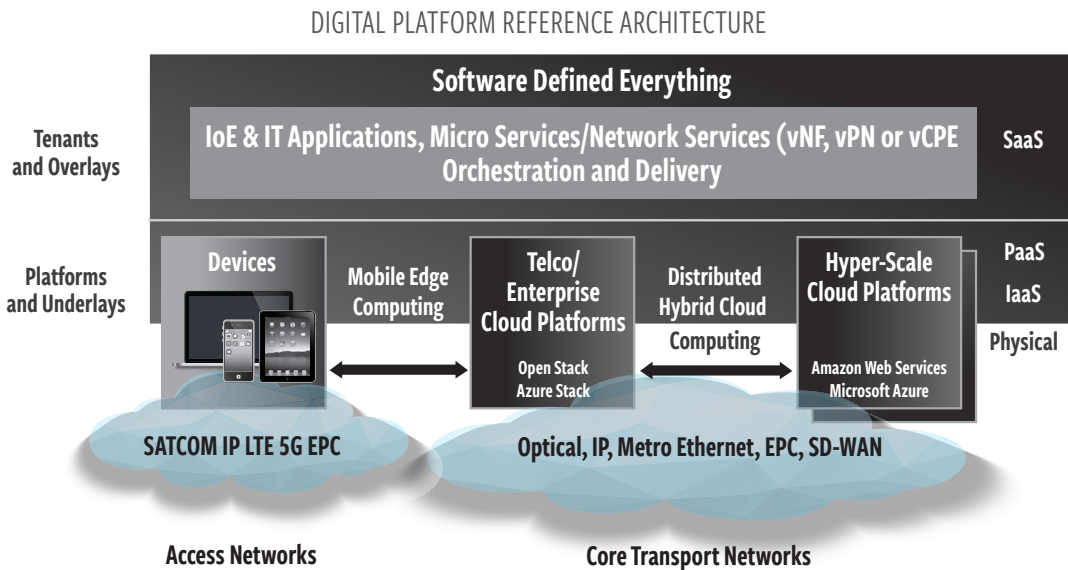 DIGITAL PLATFORM REFERENCE ARCHITECTURE
Software Defined Everything
Tenants
and Overlays
IoE & IT Applications, Micro Services/Network Services (vNF, vPN or vCPE
Orchestration and Delivery
SaaS
Platforms
and Underlays
Devices
Mobile Edge
Computing
Telco/
Enterprise
Cloud Platforms
Open Stack
Azure Stack
Distributed
Hybrid Cloud
Computing
Hyper-Scale
Cloud Platforms
Amazon Web Services
Microsoft Azure
PaaS
IaaS
Physical
SATCOM IP LTE 5G EPC
Optical, IP, Metro Ethernet, EPC, SD-WAN
Access Networks
Core Transport Networks